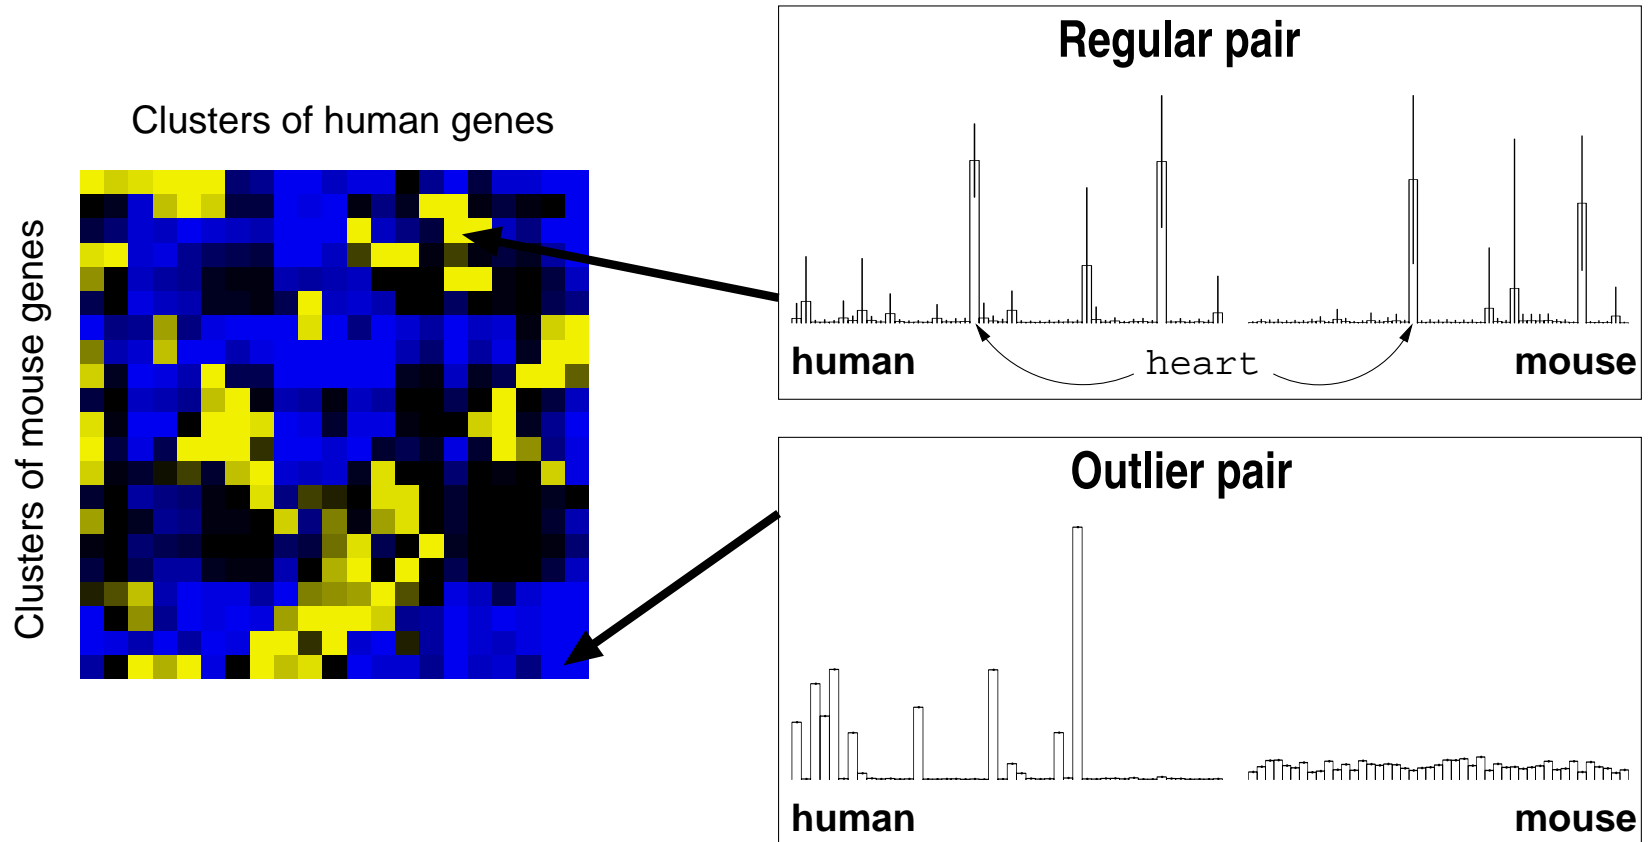 Clusters of human genes
Clusters of mouse genes
Regular pair
human
heart
mouse
Outlier pair
human
mouse